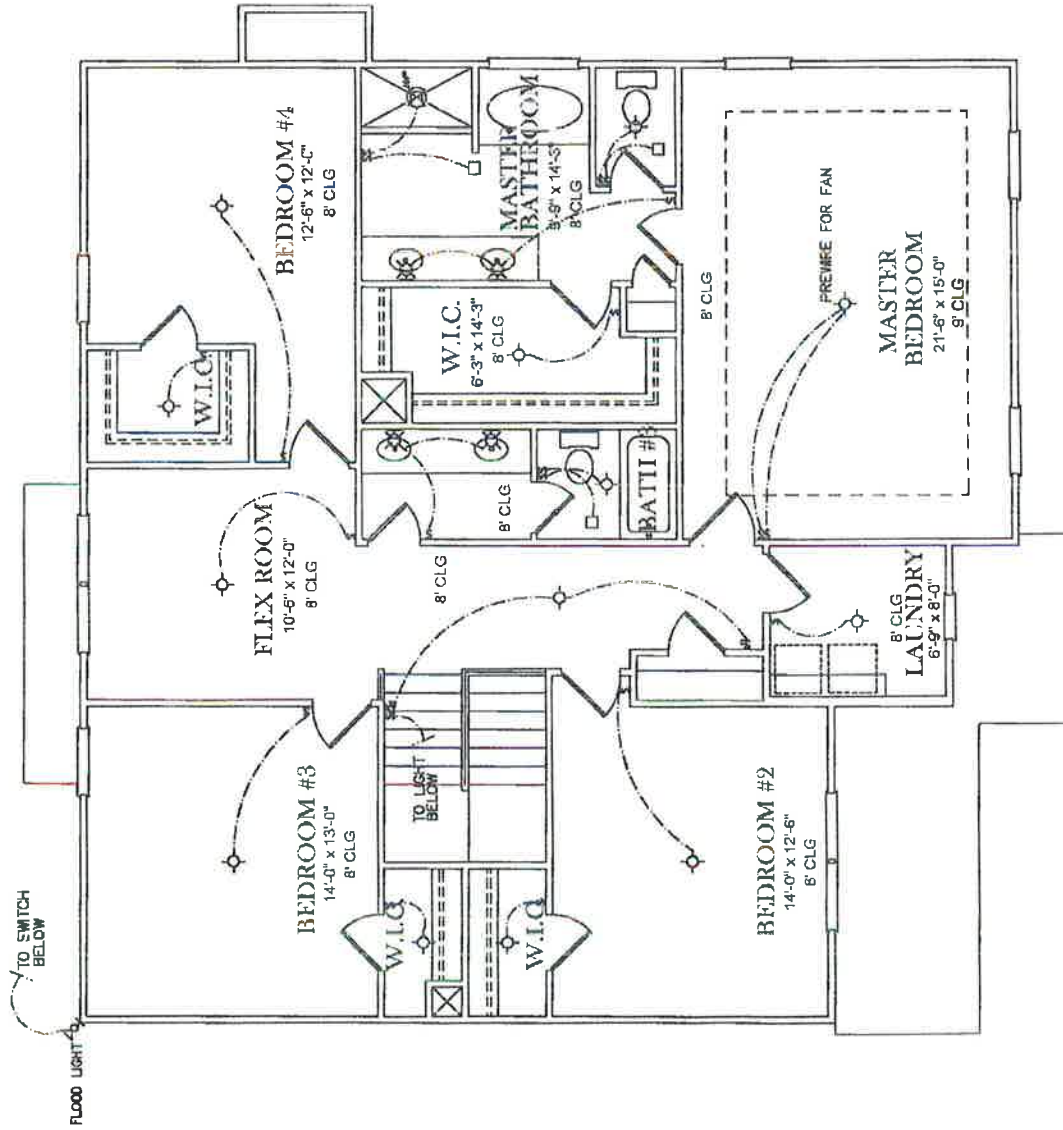 FLOOD LIGHT
TO SWITCH
BELOW
BEDROOM #3
14'-0" x 13'-0"
8' CLG
W.I.C.
W.I.C.
BEDROOM #2
14'-0" x 12'-6"
8' CLG
TO LIGHT
BELOW
FLEX ROOM
10'-6" x 12'-0"
8' CLG
8' CLG
8' CLG
BATH #3
8' CLG
LAUNDRY
6'-9" x 8'-0"
W.I.C.
BEDROOM #4
12'-6" x 12'-0"
8' CLG
W.I.C.
6'-3" x 14'-3"
8' CLG
MASTER
BATHROOM
8'-9" x 14'-3"
8' CLG
8' CLG
PREWIRE FOR FAN
MASTER
BEDROOM
21'-6" x 15'-0"
9' CLG